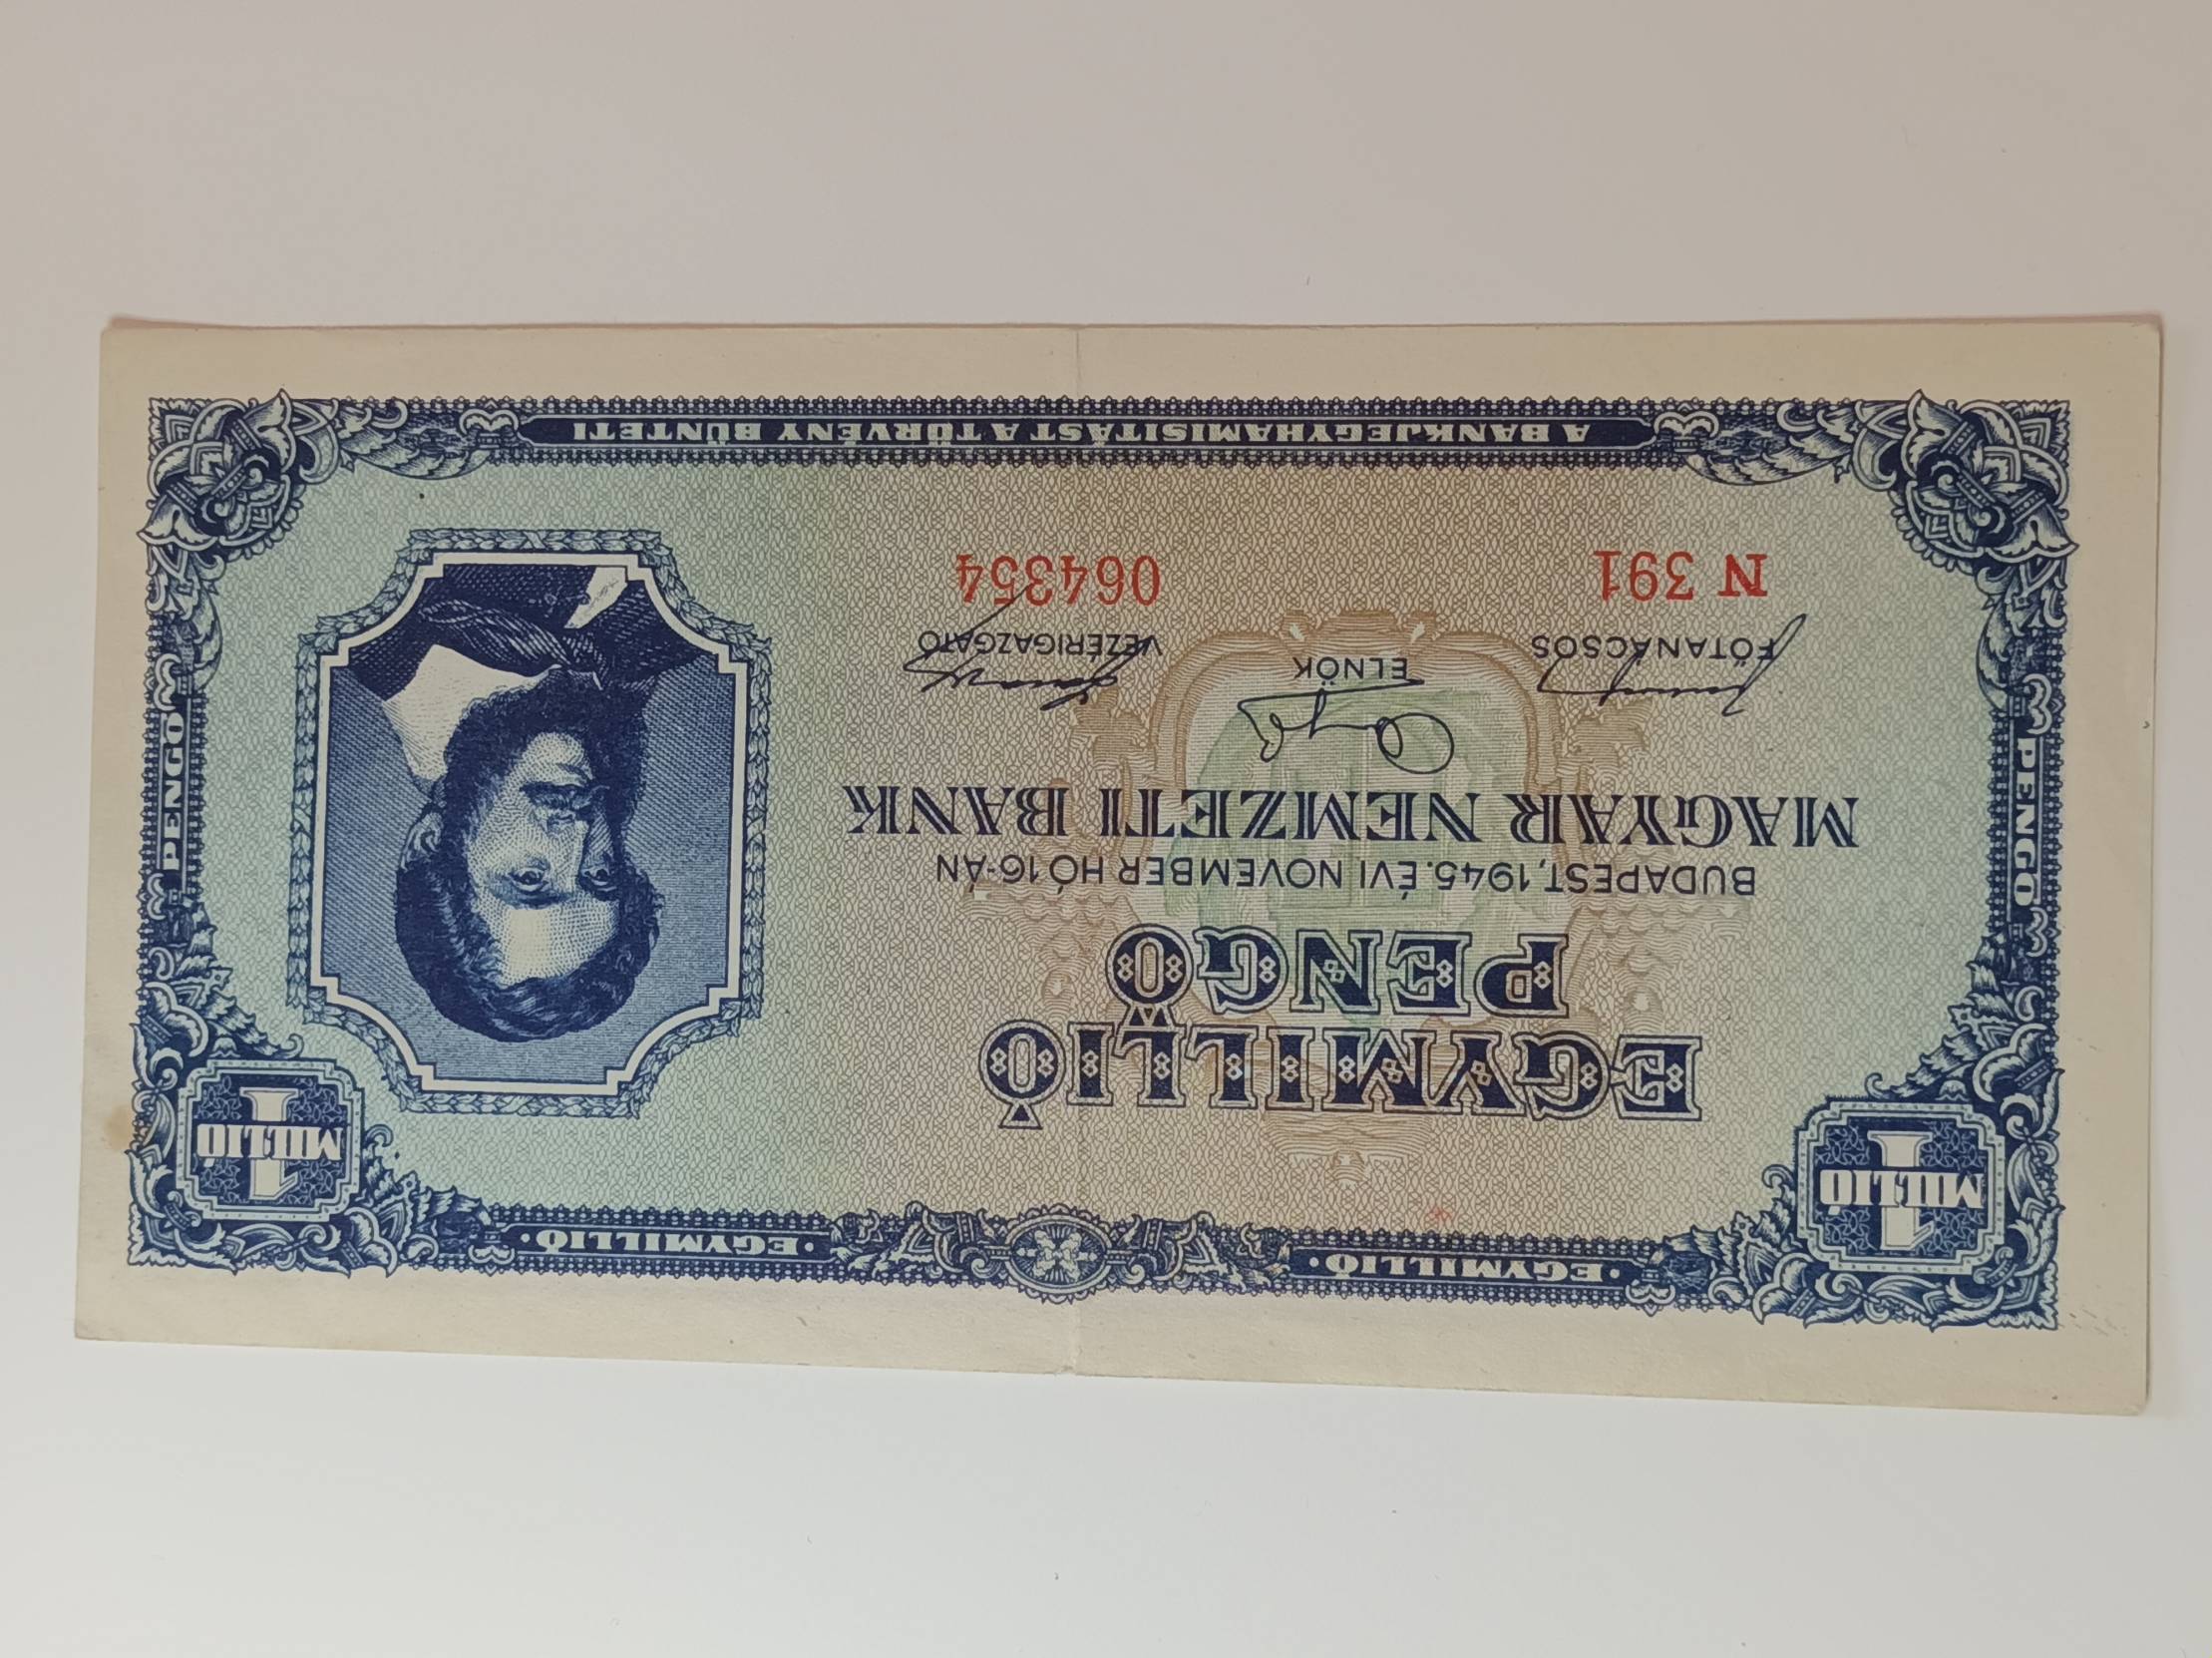 · EGYMILLIÓ · · EGYMILLIÓ ·
1 MILLIÓ
1 MILLIÓ
EGYMILLIÓ
PENGŐ
BUDAPEST, 1945. ÉVI NOVEMBER HÓ 16-ÁN
MAGYAR NEMZETI BANK
FŐTANÁCSOS
ELNÖK
VEZÉRIGAZGATÓ
N 391
064354
PENGŐ
PENGŐ
A BANKJEGYHAMISITÁST A TÖRVÉNY BÜNTETI